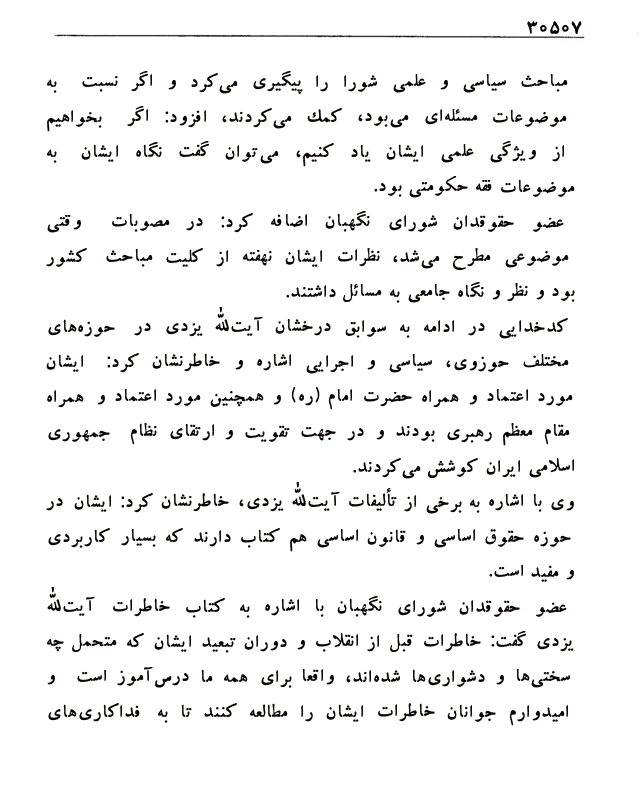 ۳۰۵۰۷
مباحث سیاسی و علمی شورا را پیگیری می‌کرد و اگر نسبت به
موضوعات مسئله‌ای می‌بود، کمك می‌کردند، افزود: اگر بخواهیم
از ویژگی علمی ایشان یاد کنیم، می‌توان گفت نگاه ایشان به
موضوعات فقه حکومتی بود.
عضو حقوقدان شورای نگهبان اضافه کرد: در مصوبات وقتی
موضوعی مطرح می‌شد، نظرات ایشان نهفته از کلیت مباحث کشور
بود و نظر و نگاه جامعی به مسائل داشتند.
کدخدایی در ادامه به سوابق درخشان آیت‌الله یزدی در حوزه‌های
مختلف حوزوی، سیاسی و اجرایی اشاره و خاطرنشان کرد: ایشان
مورد اعتماد و همراه حضرت امام (ره) و همچنین مورد اعتماد و همراه
مقام معظم رهبری بودند و در جهت تقویت و ارتقای نظام جمهوری
اسلامی ایران کوشش می‌کردند.
وی با اشاره به برخی از تألیفات آیت‌الله یزدی، خاطرنشان کرد: ایشان در
حوزه حقوق اساسی و قانون اساسی هم کتاب دارند که بسیار کاربردی
و مفید است.
عضو حقوقدان شورای نگهبان با اشاره به کتاب خاطرات آیت‌الله
یزدی گفت: خاطرات قبل از انقلاب و دوران تبعید ایشان که متحمل چه
سختی‌ها و دشواری‌ها شده‌اند، واقعا برای همه ما درس‌آموز است و
امیدوارم جوانان خاطرات ایشان را مطالعه کنند تا به فداکاری‌های